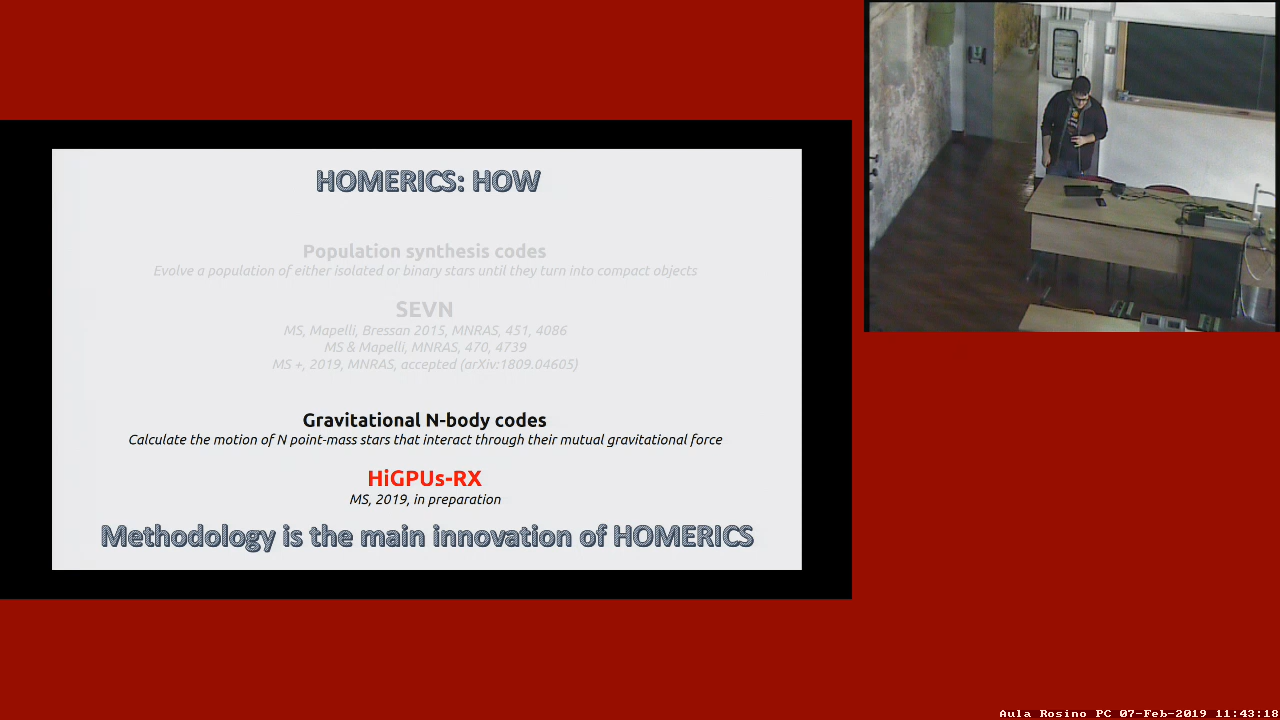 HOMERICS: HOW
Population synthesis codes
Evolve a population of either isolated or binary stars until they turn into compact objects
SEVN
MS, Mapelli, Bressan 2015, MNRAS, 451, 4086
MS & Mapelli, MNRAS, 470, 4739
MS +, 2019, MNRAS, accepted (arXiv:1809.04605)
Gravitational N-body codes
Calculate the motion of N point-mass stars that interact through their mutual gravitational force
HiGPUs-RX
MS, 2019, in preparation
Methodology is the main innovation of HOMERICS
Aula Rosino PC 07-Feb-2019 11:43:18